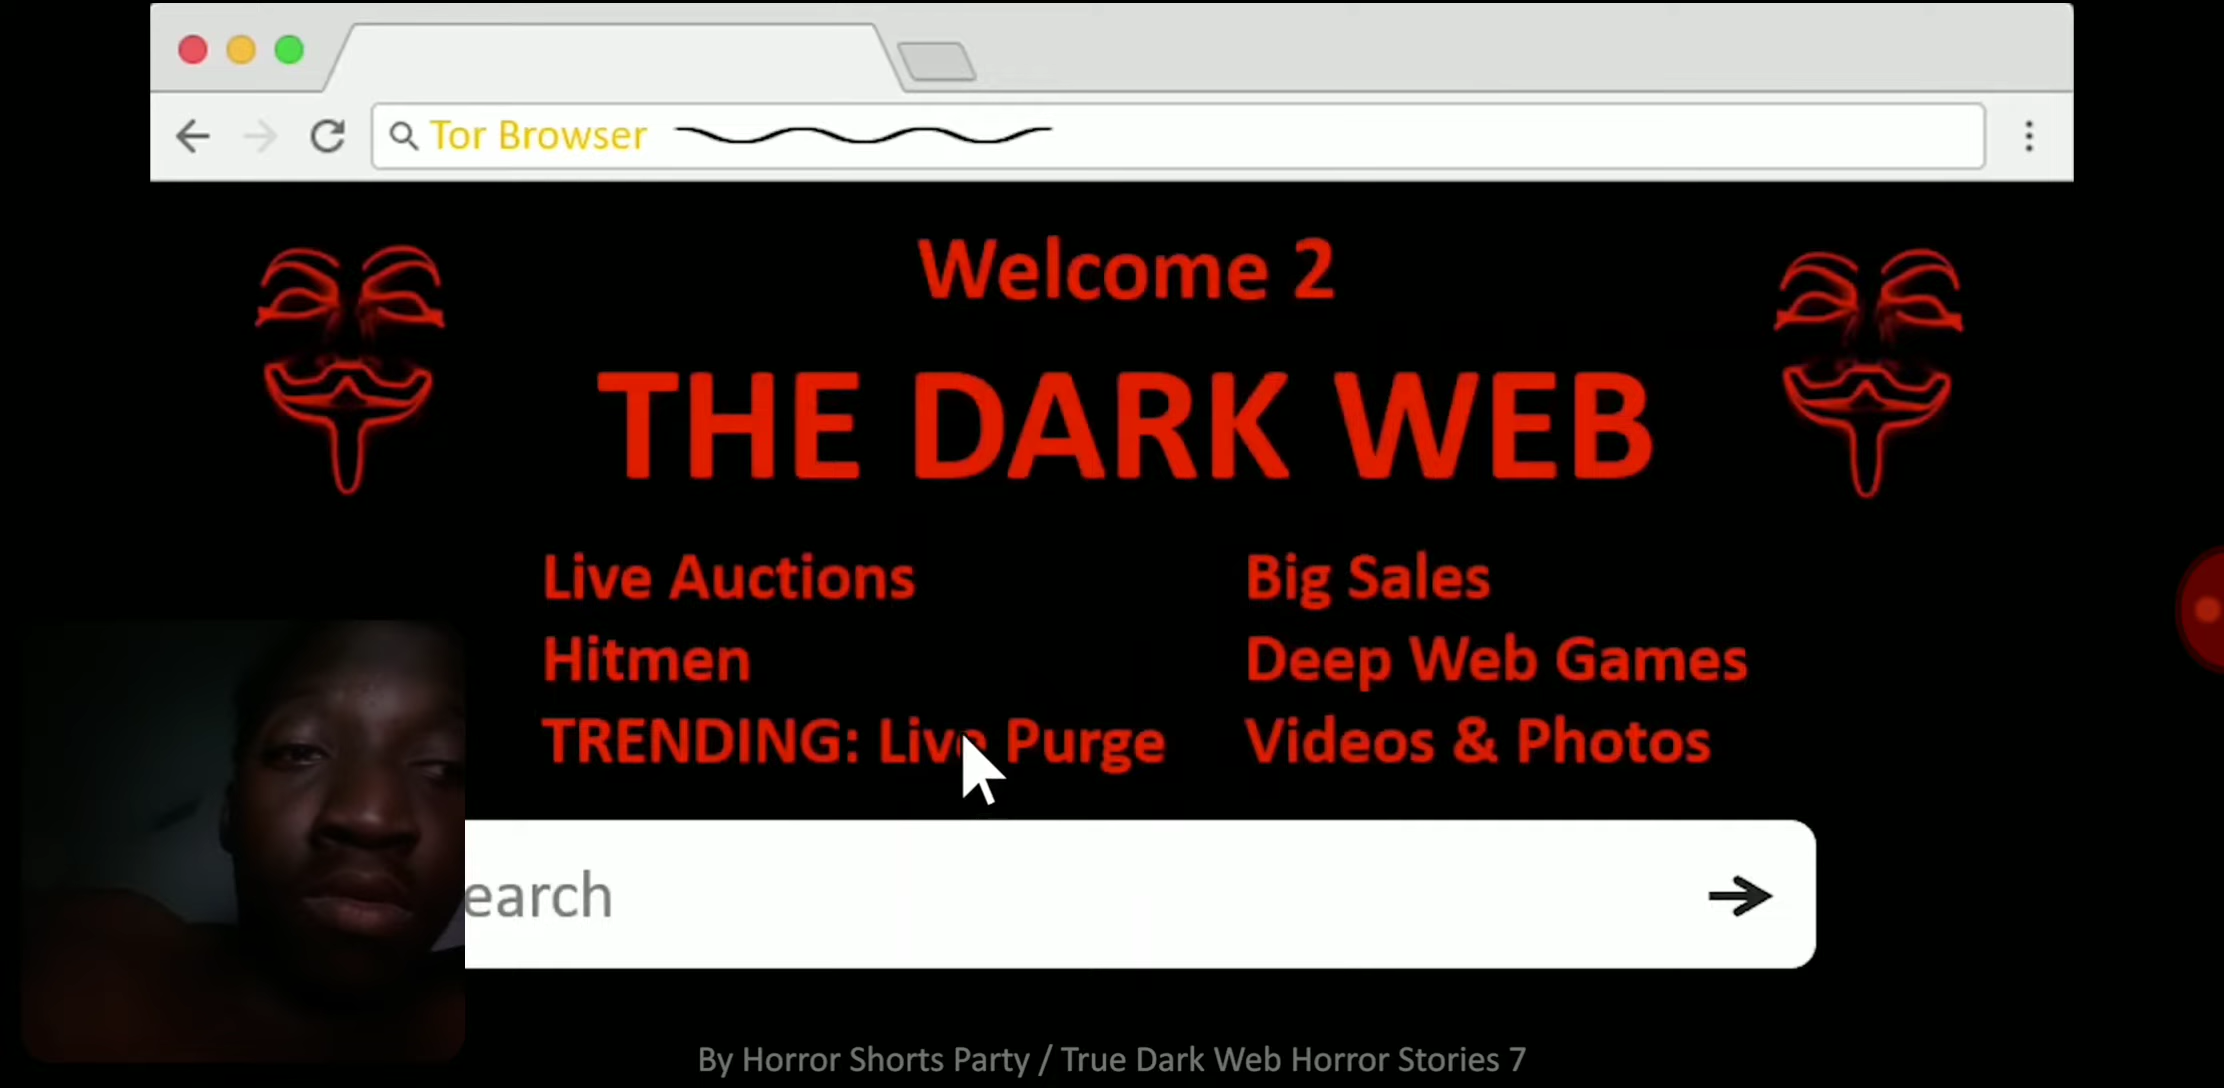 Tor Browser
Welcome 2
THE DARK WEB
Live Auctions
Big Sales
Hitmen
Deep Web Games
TRENDING: Live Purge
Videos & Photos
earch
By Horror Shorts Party / True Dark Web Horror Stories 7